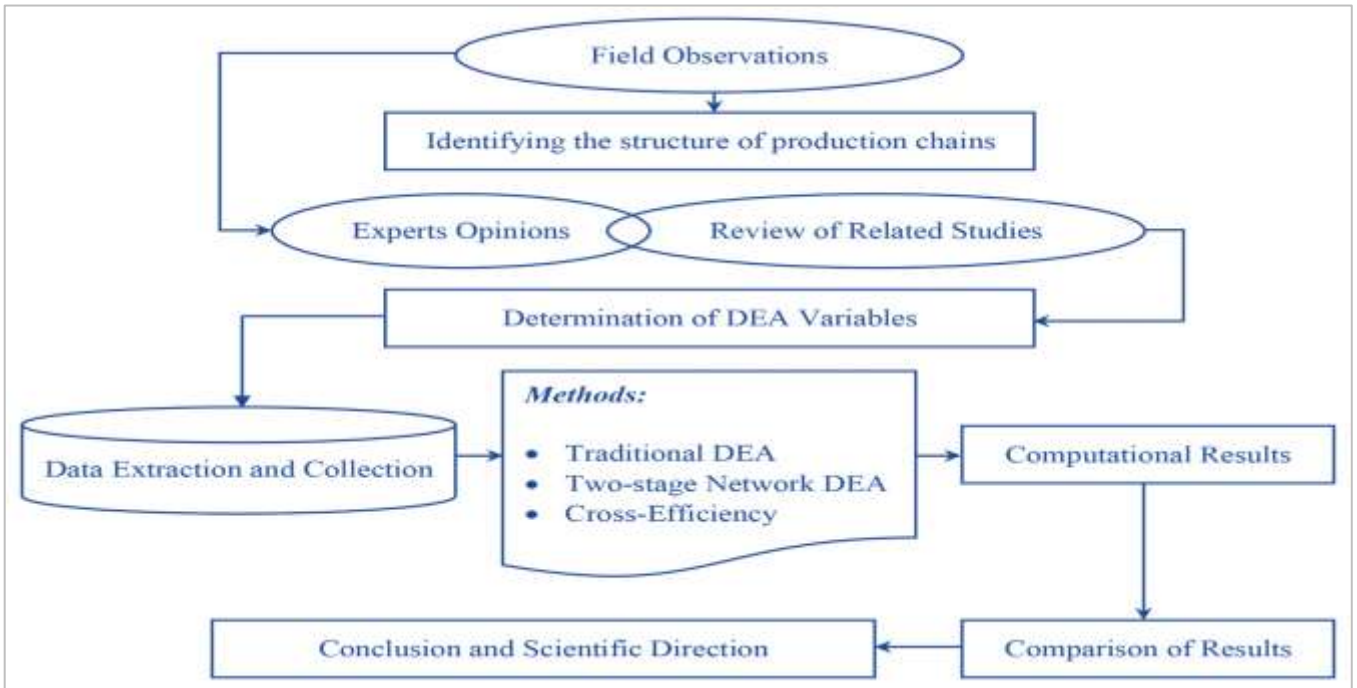 Field Observations
Identifying the structure of production chains
Experts Opinions
Review of Related Studies
Determination of DEA Variables
Data Extraction and Collection
Methods:
• Traditional DEA
• Two-stage Network DEA
• Cross-Efficiency
Computational Results
Comparison of Results
Conclusion and Scientific Direction